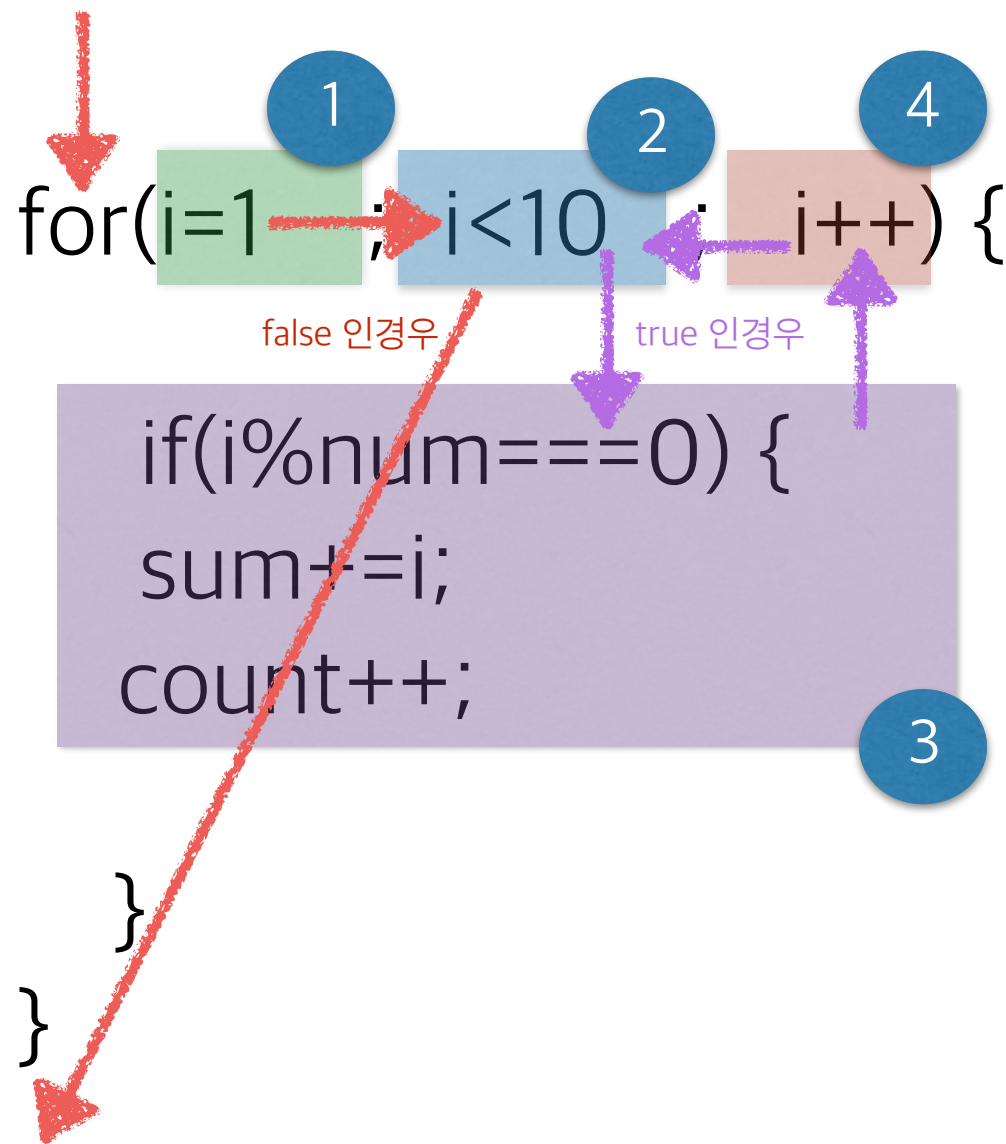 1
2
4
for(i=1 ; i<10 ; i++) {
false 인경우
true 인경우
if(i%num===0) {
sum+=i;
count++;
3
}
}